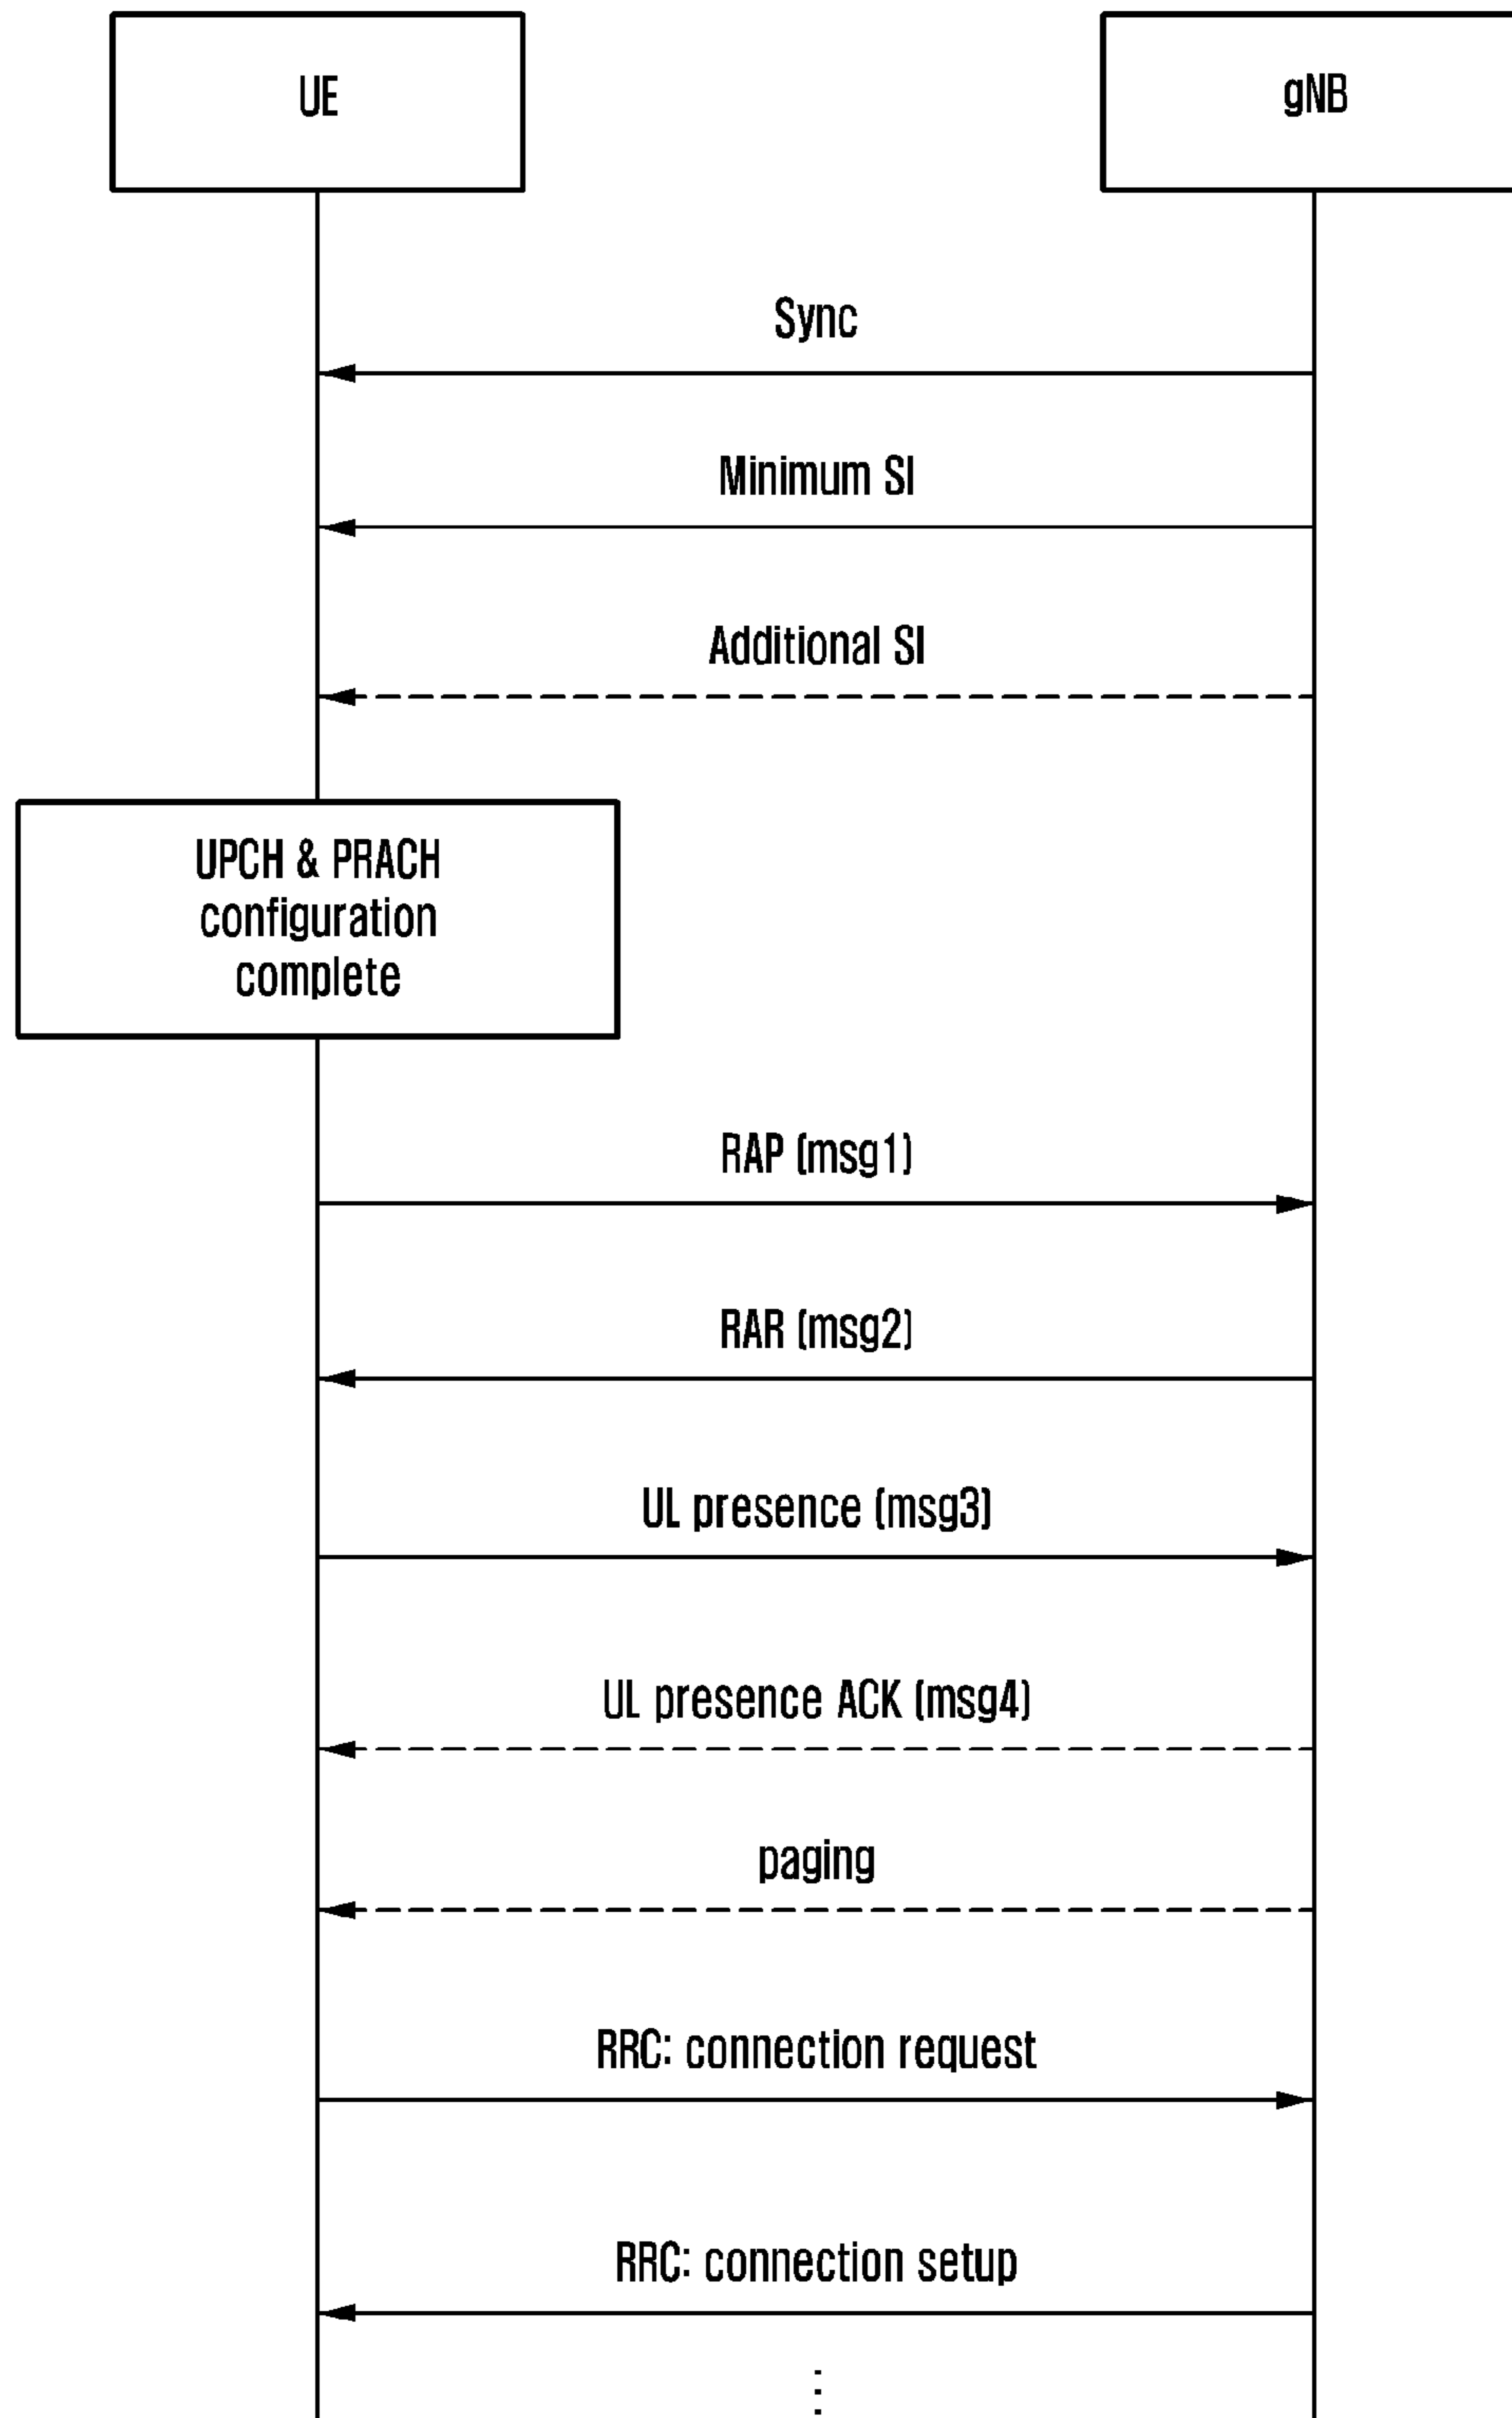 UE
gNB
Sync
Minimum SI
Additional SI
UPCH & PRACH
configuration
complete
RAP (msg1)
RAR (msg2)
UL presence (msg3)
UL presence ACK (msg4)
paging
RRC: connection request
RRC: connection setup